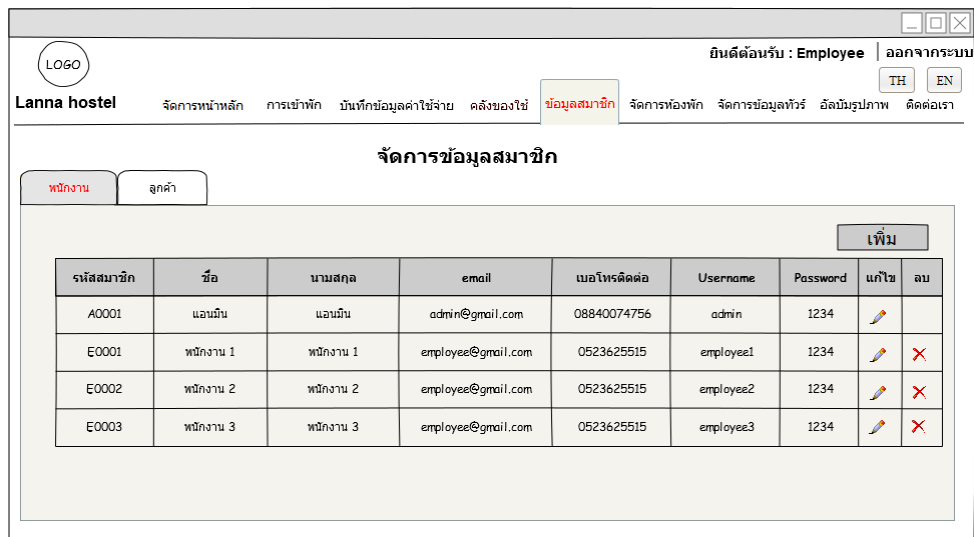 ยินดีต้อนรับ : Employee ออกจากระบบ
LOGO
TH EN
Lanna hostel จัดการหน้าหลัก การเข้าพัก บันทึกข้อมูลค่าใช้จ่าย คลังของใช้ ข้อมูลสมาชิก จัดการห้องพัก จัดการข้อมูลทัวร์ อัลบัมรูปภาพ ติดต่อเรา
จัดการข้อมูลสมาชิก
พนักงาน ลูกค้า
เพิ่ม
รหัสสมาชิก ชื่อ นามสกุล email เบอโทรติดต่อ Username Password แก้ไข ลบ
A0001 แอนมีน แอนมีน admin@gmail.com 08840074756 admin 1234
E0001 พนักงาน 1 พนักงาน 1 employee@gmail.com 0523625515 employee1 1234
E0002 พนักงาน 2 พนักงาน 2 employee@gmail.com 0523625515 employee2 1234
E0003 พนักงาน 3 พนักงาน 3 employee@gmail.com 0523625515 employee3 1234